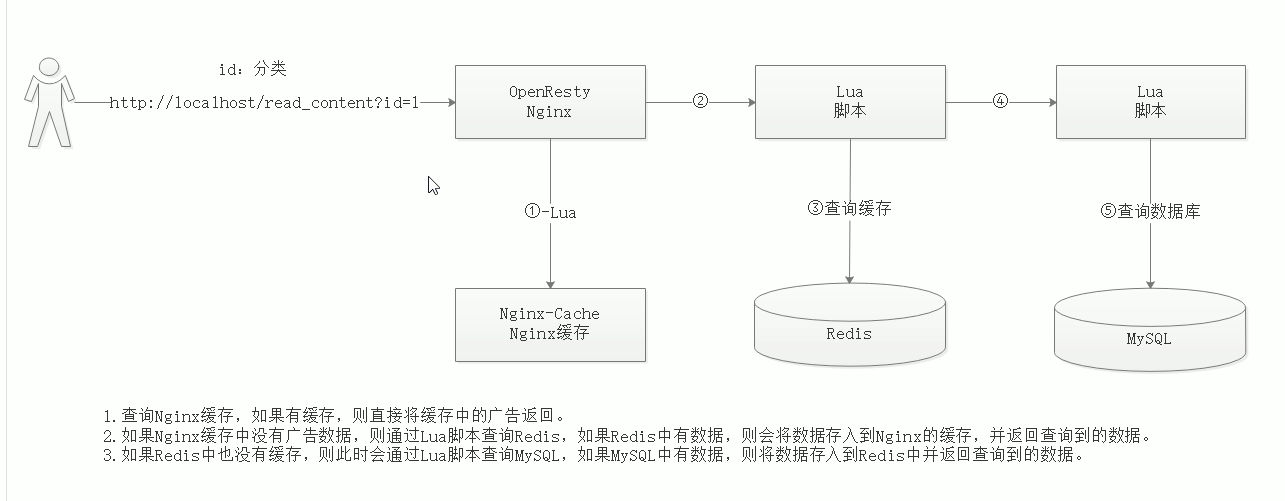 id：分类
http://localhost/read_content?id=1
OpenResty
Nginx
②
Lua
脚本
④
Lua
脚本
①-Lua
③查询缓存
⑤查询数据库
Nginx-Cache
Nginx缓存
Redis
MySQL
1.查询Nginx缓存，如果有缓存，则直接将缓存中的广告返回。
2.如果Nginx缓存中没有广告数据，则通过Lua脚本查询Redis，如果Redis中有数据，则会将数据存入到Nginx的缓存，并返回查询到的数据。
3.如果Redis中也没有缓存，则此时会通过Lua脚本查询MySQL，如果MySQL中有数据，则将数据存入到Redis中并返回查询到的数据。